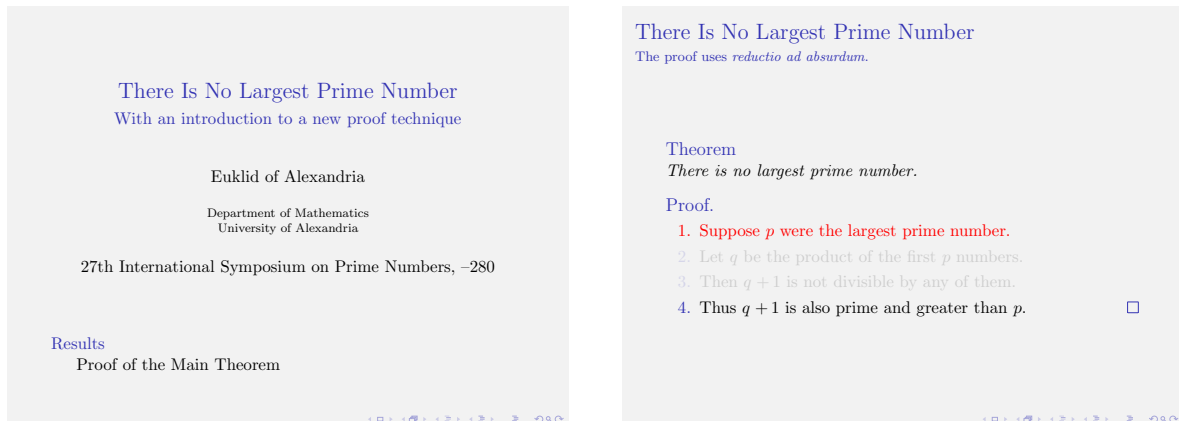 There Is No Largest Prime Number
With an introduction to a new proof technique
Euklid of Alexandria
Department of Mathematics
University of Alexandria
27th International Symposium on Prime Numbers, –280
Results
Proof of the Main Theorem
There Is No Largest Prime Number
The proof uses reductio ad absurdum.
Theorem
There is no largest prime number.
Proof.
1. Suppose p were the largest prime number.
2. Let q be the product of the first p numbers.
3. Then q + 1 is not divisible by any of them.
4. Thus q + 1 is also prime and greater than p.